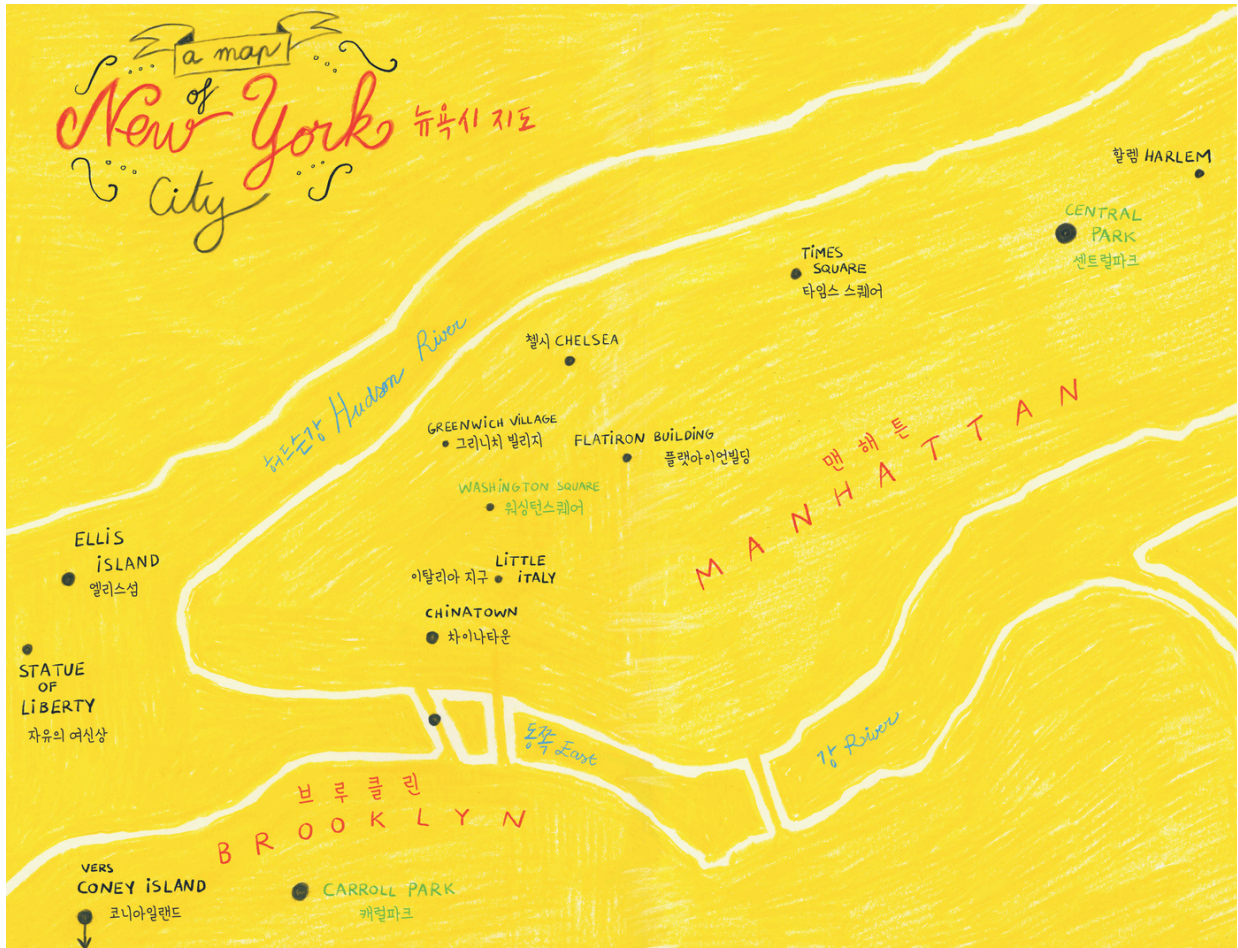 a map
of
New York 뉴욕시 지도
City
할렘 HARLEM
CENTRAL
PARK
센트럴파크
TiMES
SQUARE
타임스 스퀘어
첼시 CHELSEA
허드슨강 Hudson River
GREENWiCH ViLLAGE
그리니치 빌리지
FLATiRON BUiLDiNG
플랫아이언빌딩
맨해튼
MANHATTAN
WASHiNGTON SQUARE
워싱턴스퀘어
ELLiS
iSLAND
엘리스섬
LiTTLE
이탈리아 지구 iTALY
CHiNATOWN
차이나타운
STATUE
OF
LiBERTY
자유의 여신상
동쪽 East
강 River
브루클린
BROOKLYN
VERS
CONEY iSLAND
코니아일랜드
CARROLL PARK
캐럴파크